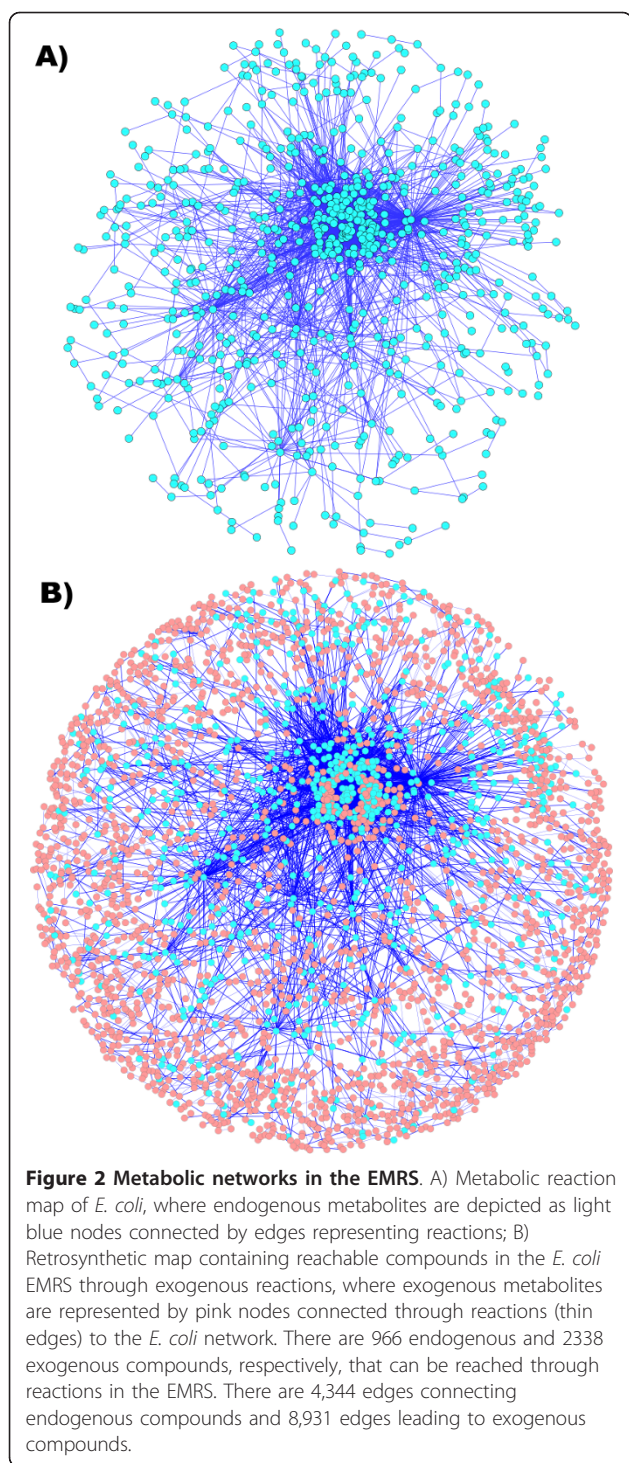 A)
B)
Figure 2 Metabolic networks in the EMRS. A) Metabolic reaction
map of E. coli, where endogenous metabolites are depicted as light
blue nodes connected by edges representing reactions; B)
Retrosynthetic map containing reachable compounds in the E. coli
EMRS through exogenous reactions, where exogenous metabolites
are represented by pink nodes connected through reactions (thin
edges) to the E. coli network. There are 966 endogenous and 2338
exogenous compounds, respectively, that can be reached through
reactions in the EMRS. There are 4,344 edges connecting
endogenous compounds and 8,931 edges leading to exogenous
compounds.